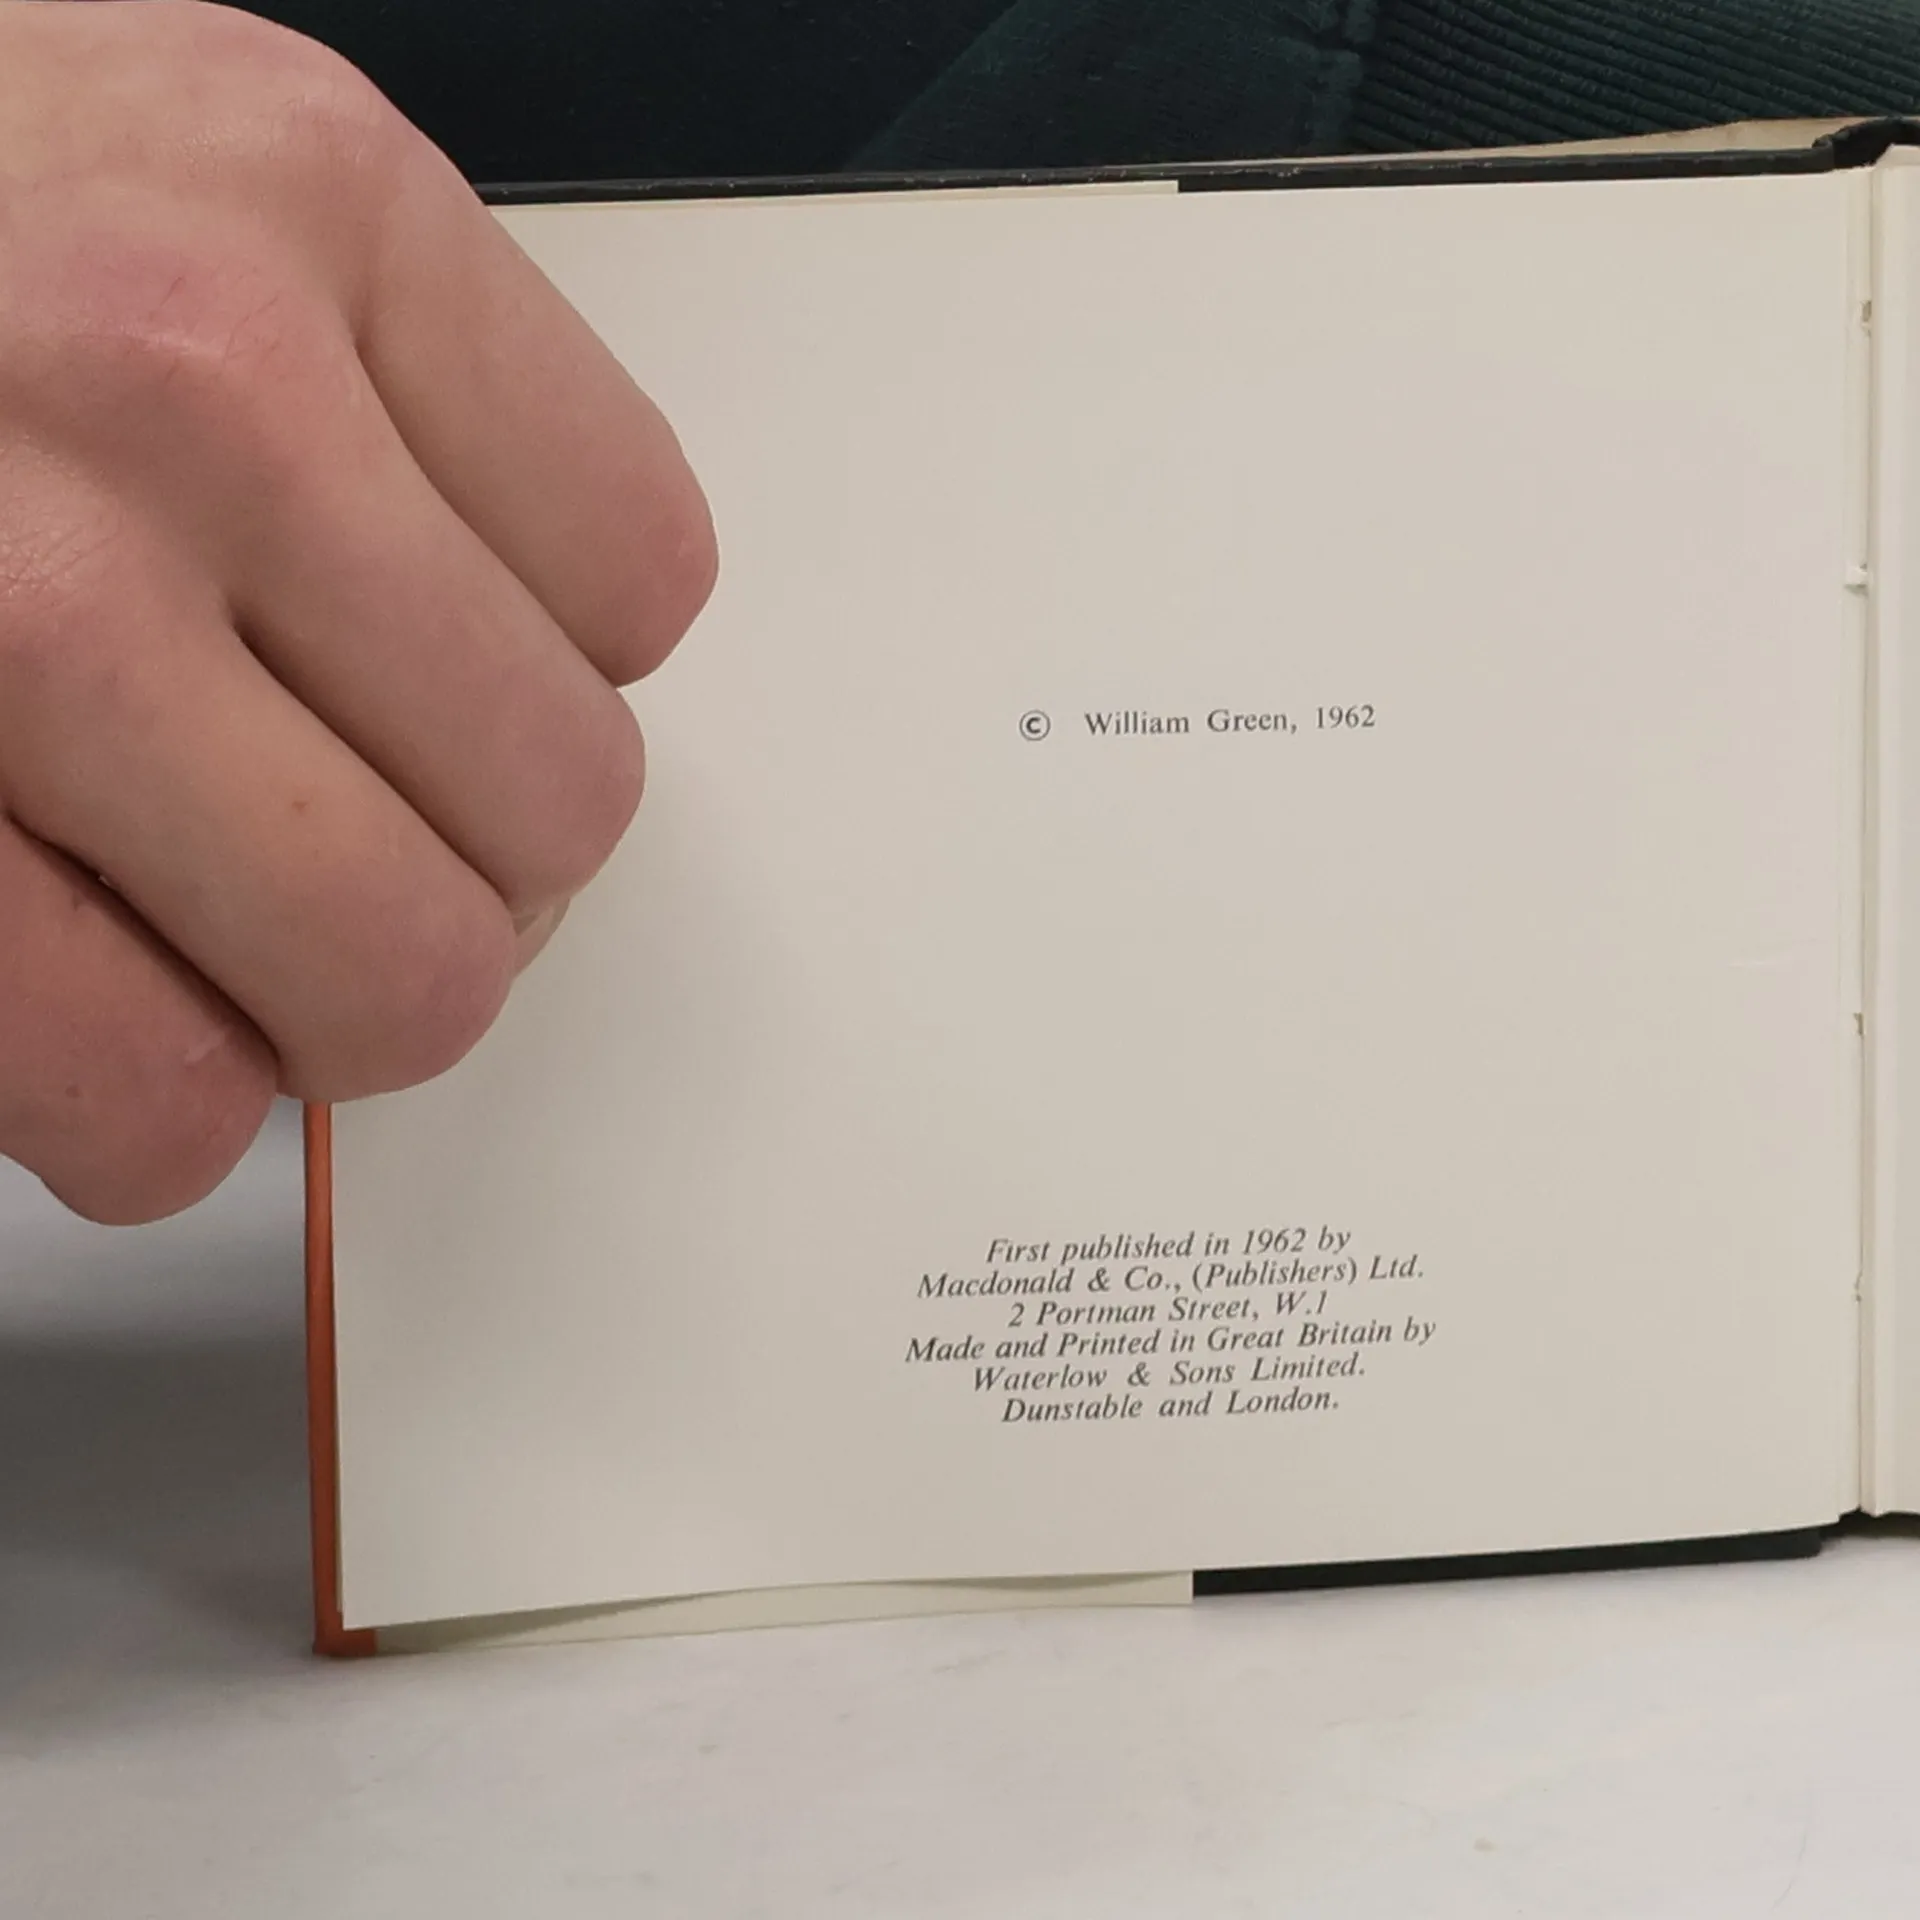 © William Green, 1962
First published in 1962 by
Macdonald & Co., (Publishers) Ltd.
2 Portman Street, W.1
Made and Printed in Great Britain by
Waterlow & Sons Limited.
Dunstable and London.